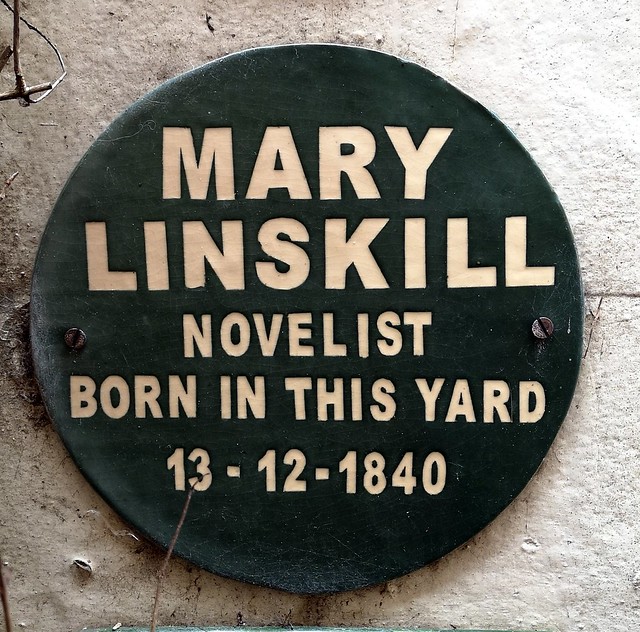 MARY
LINSKILL
NOVELIST
BORN IN THIS YARD
13-12-1840